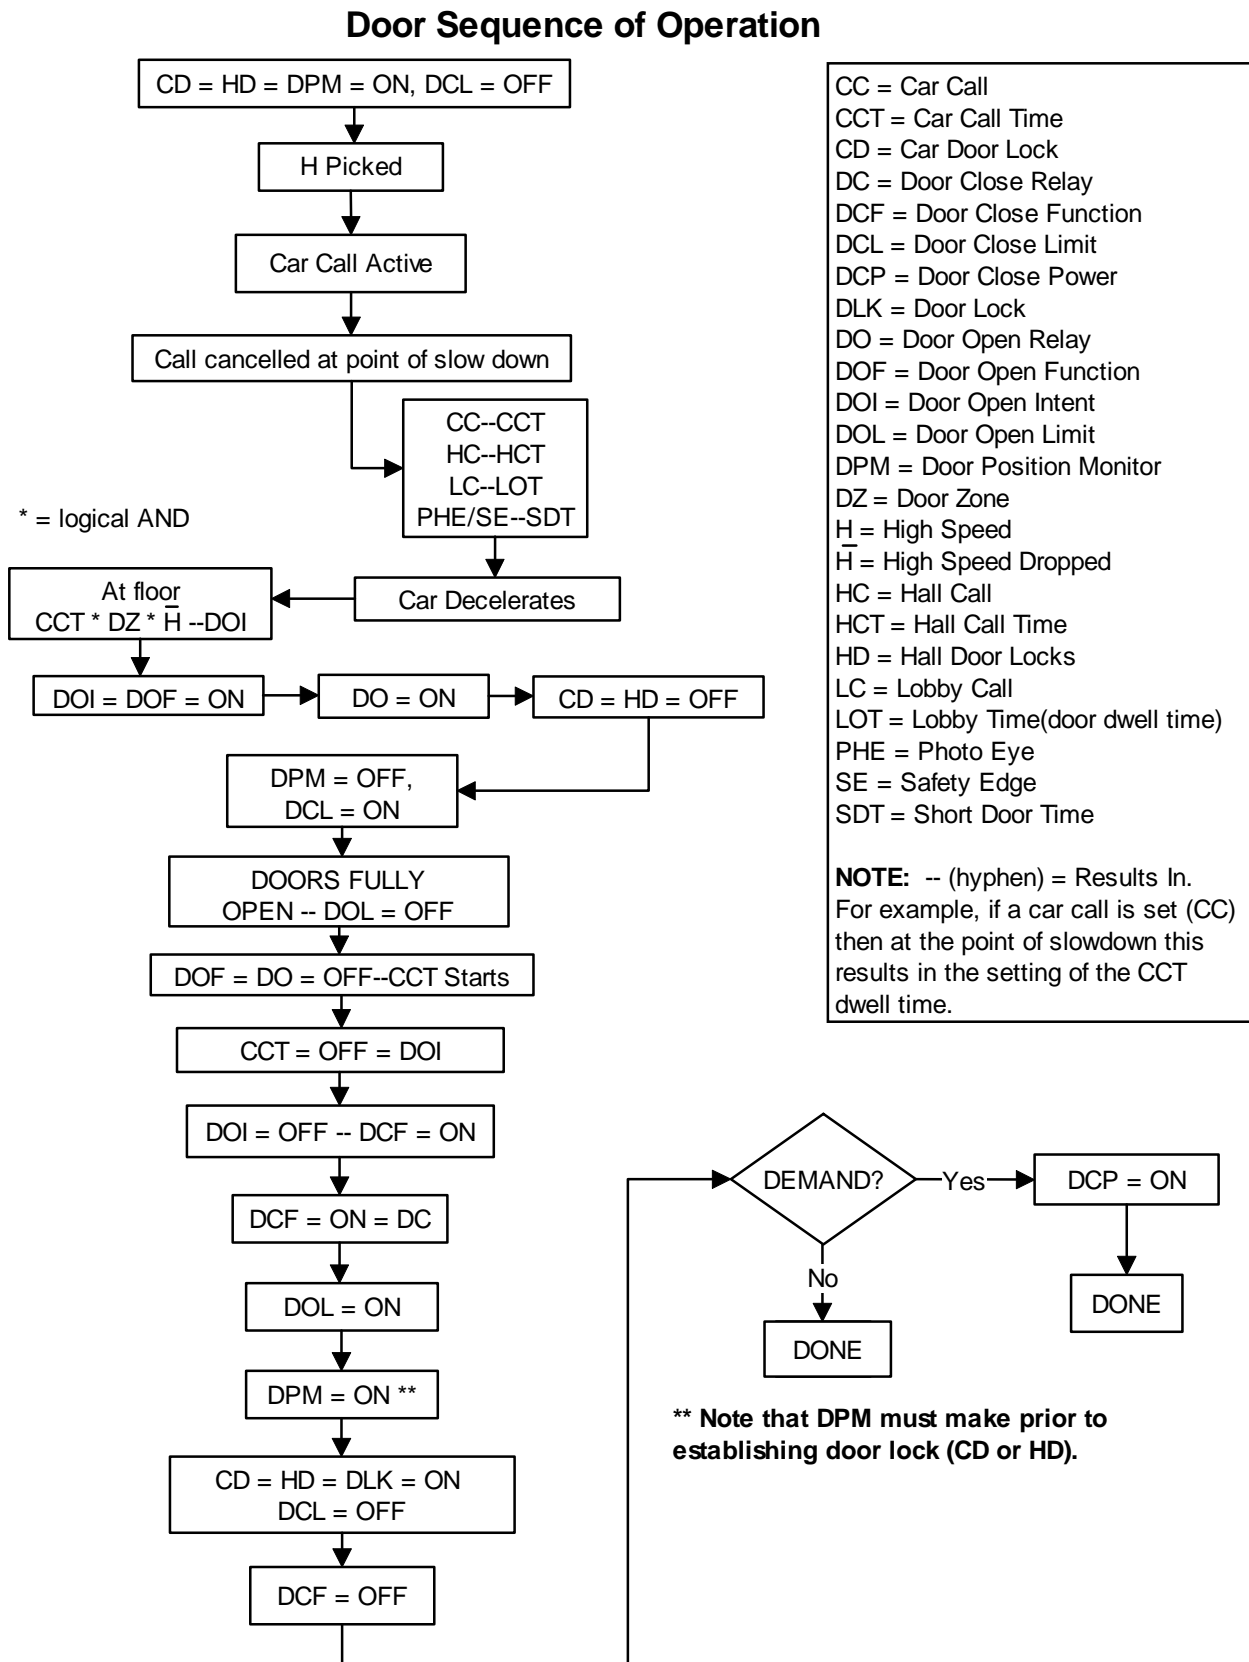 Door Sequence of Operation
CD = HD = DPM = ON, DCL = OFF
H Picked
Car Call Active
Call cancelled at point of slow down
CC--CCT
HC--HCT
LC--LOT
PHE/SE--SDT
* = logical AND
Car Decelerates
At floor
CCT * DZ * H̅ --DOI
DOI = DOF = ON
DO = ON
CD = HD = OFF
DPM = OFF,
DCL = ON
DOORS FULLY
OPEN -- DOL = OFF
DOF = DO = OFF--CCT Starts
CCT = OFF = DOI
DOI = OFF -- DCF = ON
DCF = ON = DC
DOL = ON
DPM = ON **
CD = HD = DLK = ON
DCL = OFF
DCF = OFF
DEMAND?
Yes
DCP = ON
DONE
No
DONE
** Note that DPM must make prior to
establishing door lock (CD or HD).
CC = Car Call
CCT = Car Call Time
CD = Car Door Lock
DC = Door Close Relay
DCF = Door Close Function
DCL = Door Close Limit
DCP = Door Close Power
DLK = Door Lock
DO = Door Open Relay
DOF = Door Open Function
DOI = Door Open Intent
DOL = Door Open Limit
DPM = Door Position Monitor
DZ = Door Zone
H = High Speed
H̅ = High Speed Dropped
HC = Hall Call
HCT = Hall Call Time
HD = Hall Door Locks
LC = Lobby Call
LOT = Lobby Time(door dwell time)
PHE = Photo Eye
SE = Safety Edge
SDT = Short Door Time
NOTE: -- (hyphen) = Results In.
For example, if a car call is set (CC)
then at the point of slowdown this
results in the setting of the CCT
dwell time.